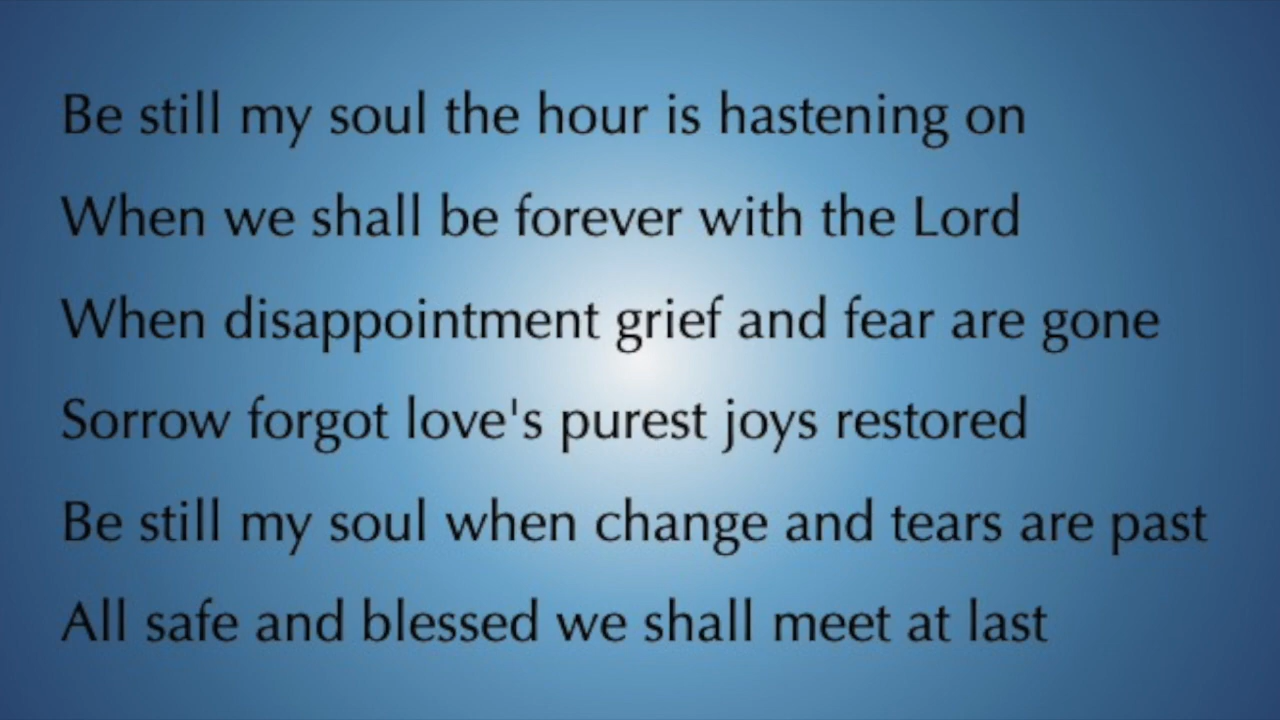 Be still my soul the hour is hastening on
When we shall be forever with the Lord
When disappointment grief and fear are gone
Sorrow forgot love's purest joys restored
Be still my soul when change and tears are past
All safe and blessed we shall meet at last